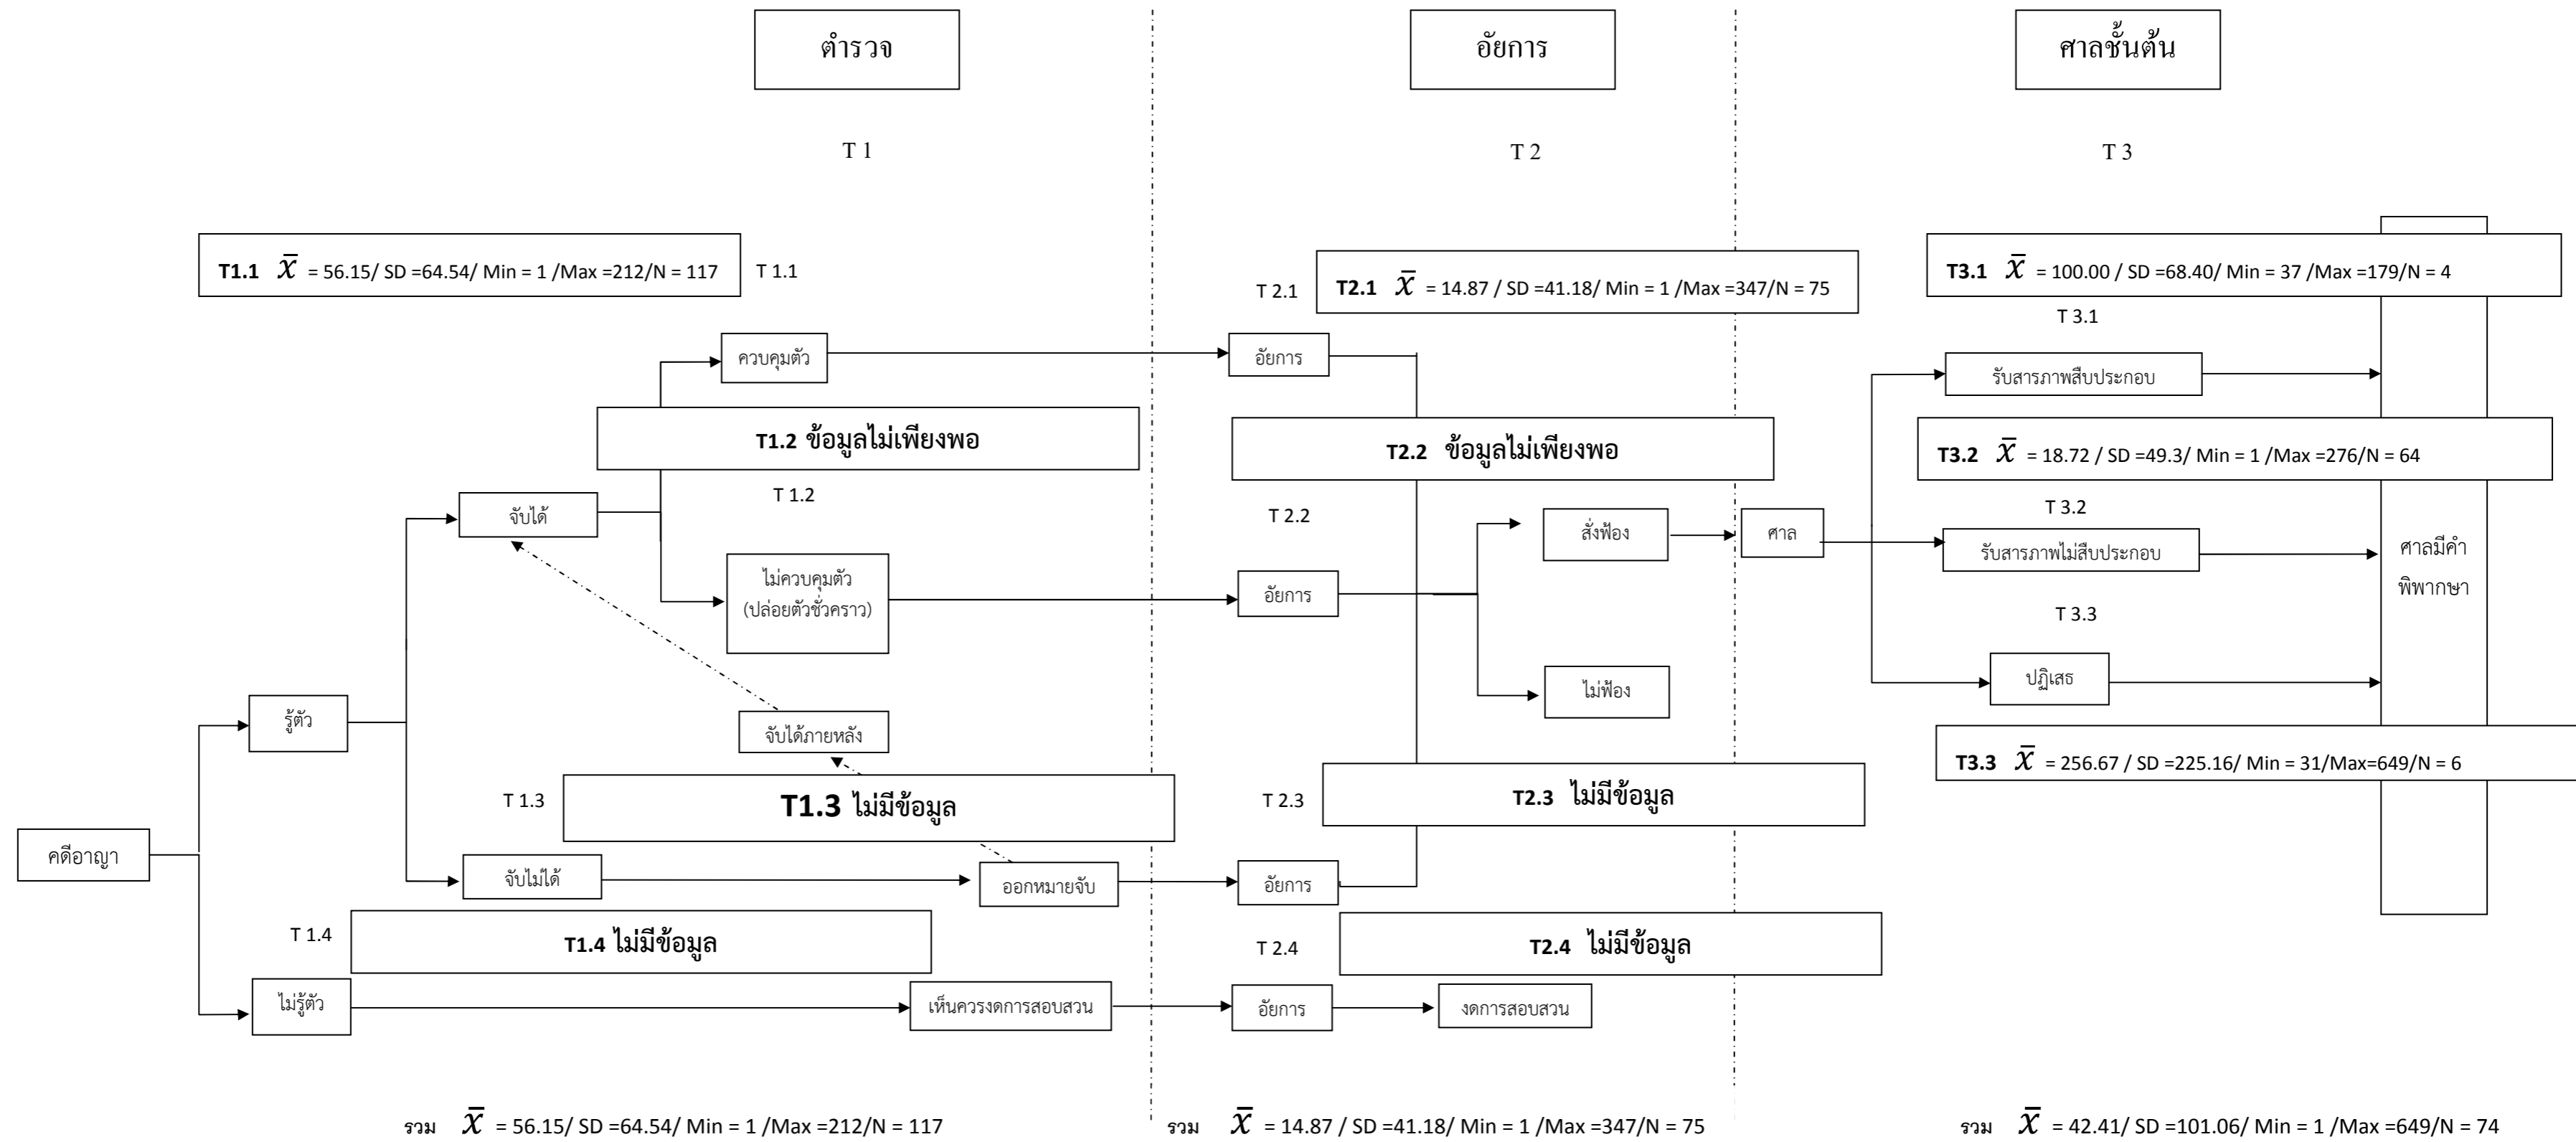 ตำรวจ
อัยการ
ศาลชั้นต้น
T 1
T 2
T 3
T1.1 x̄ = 56.15/ SD =64.54/ Min = 1 /Max =212/N = 117
T 1.1
T 2.1
T2.1 x̄ = 14.87 / SD =41.18/ Min = 1 /Max =347/N = 75
T3.1 x̄ = 100.00 / SD =68.40/ Min = 37 /Max =179/N = 4
T 3.1
ควบคุมตัว
อัยการ
รับสารภาพสืบประกอบ
T1.2 ข้อมูลไม่เพียงพอ
T2.2 ข้อมูลไม่เพียงพอ
T3.2 x̄ = 18.72 / SD =49.3/ Min = 1 /Max =276/N = 64
T 1.2
จับได้
T 2.2
สั่งฟ้อง
ศาล
T 3.2
รับสารภาพไม่สืบประกอบ
ศาลมีคำ
พิพากษา
ไม่ควบคุมตัว
(ปล่อยตัวชั่วคราว)
อัยการ
T 3.3
ปฏิเสธ
ไม่ฟ้อง
รู้ตัว
จับได้ภายหลัง
T3.3 x̄ = 256.67 / SD =225.16/ Min = 31/Max=649/N = 6
T 1.3
T1.3 ไม่มีข้อมูล
T 2.3
T2.3 ไม่มีข้อมูล
คดีอาญา
จับไม่ได้
ออกหมายจับ
อัยการ
T 1.4
T1.4 ไม่มีข้อมูล
T 2.4
T2.4 ไม่มีข้อมูล
ไม่รู้ตัว
เห็นควรงดการสอบสวน
อัยการ
งดการสอบสวน
รวม x̄ = 56.15/ SD =64.54/ Min = 1 /Max =212/N = 117
รวม x̄ = 14.87 / SD =41.18/ Min = 1 /Max =347/N = 75
รวม x̄ = 42.41/ SD =101.06/ Min = 1 /Max =649/N = 74